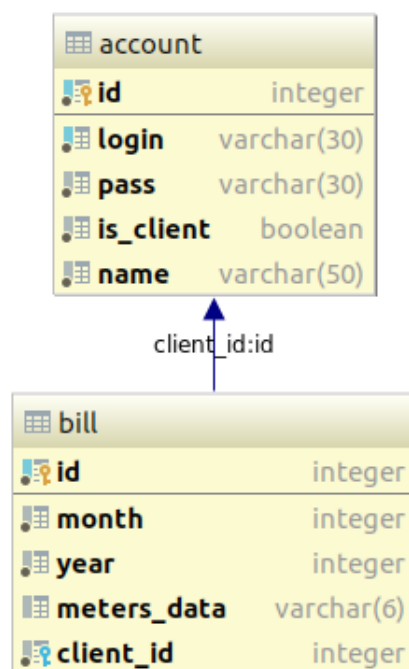 account
id integer
login varchar(30)
pass varchar(30)
is_client boolean
name varchar(50)
client_id:id
bill
id integer
month integer
year integer
meters_data varchar(6)
client_id integer